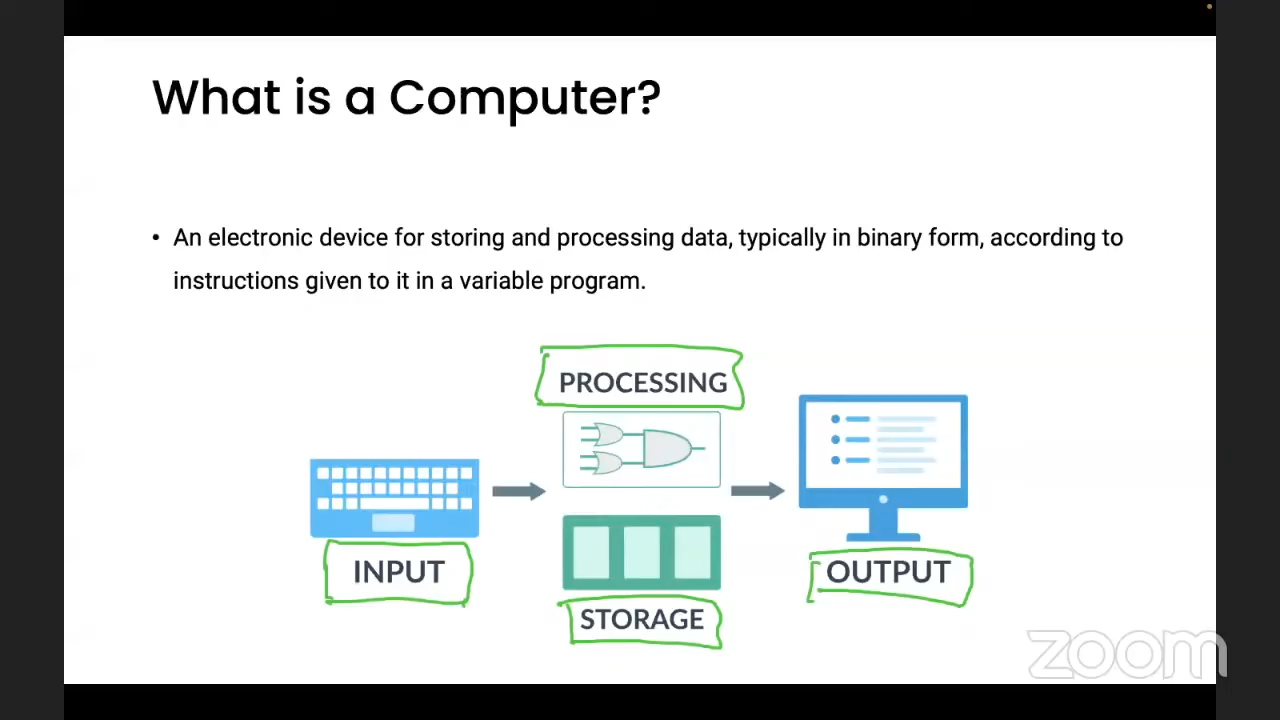 What is a Computer?
• An electronic device for storing and processing data, typically in binary form, according to
instructions given to it in a variable program.
PROCESSING
INPUT
OUTPUT
STORAGE
zoom